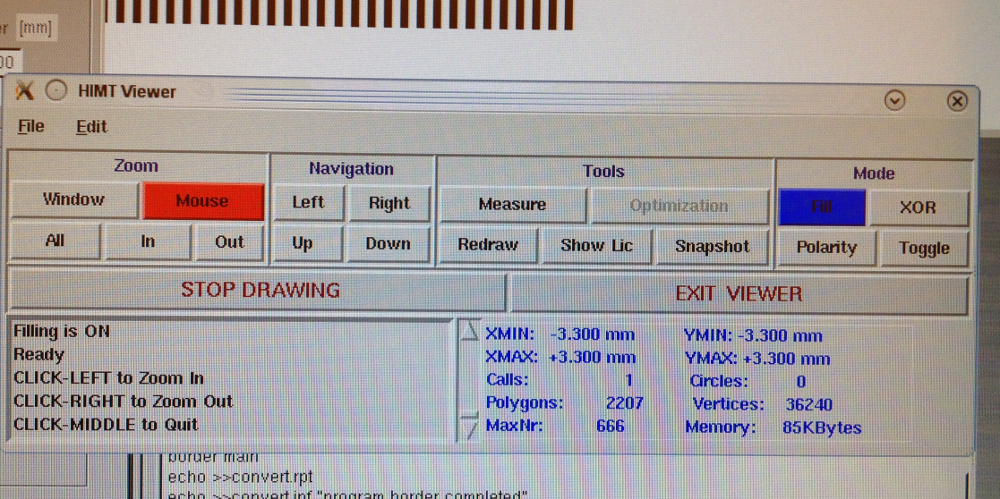 er [mm]
00
HIMT Viewer
File Edit
Zoom Navigation Tools Mode
Window Mouse Left Right Measure Optimization Fill XOR
All In Out Up Down Redraw Show Lic Snapshot Polarity Toggle
STOP DRAWING EXIT VIEWER
Filling is ON
Ready
CLICK-LEFT to Zoom In
CLICK-RIGHT to Zoom Out
CLICK-MIDDLE to Quit
XMIN: -3.300 mm YMIN: -3.300 mm
XMAX: +3.300 mm YMAX: +3.300 mm
Calls: 1 Circles: 0
Polygons: 2207 Vertices: 36240
MaxNr: 666 Memory: 85KBytes
border main
echo >>convert.rpt
echo >>convert.inf "program border completed"